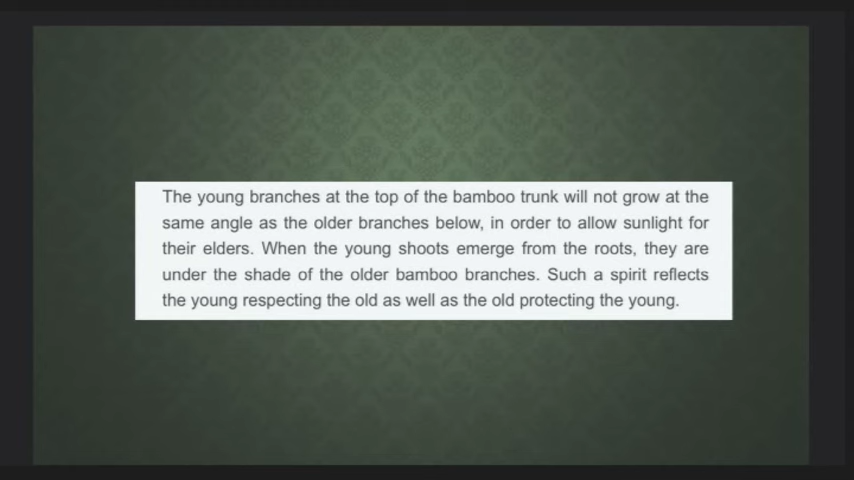 The young branches at the top of the bamboo trunk will not grow at the
same angle as the older branches below, in order to allow sunlight for
their elders. When the young shoots emerge from the roots, they are
under the shade of the older bamboo branches. Such a spirit reflects
the young respecting the old as well as the old protecting the young.